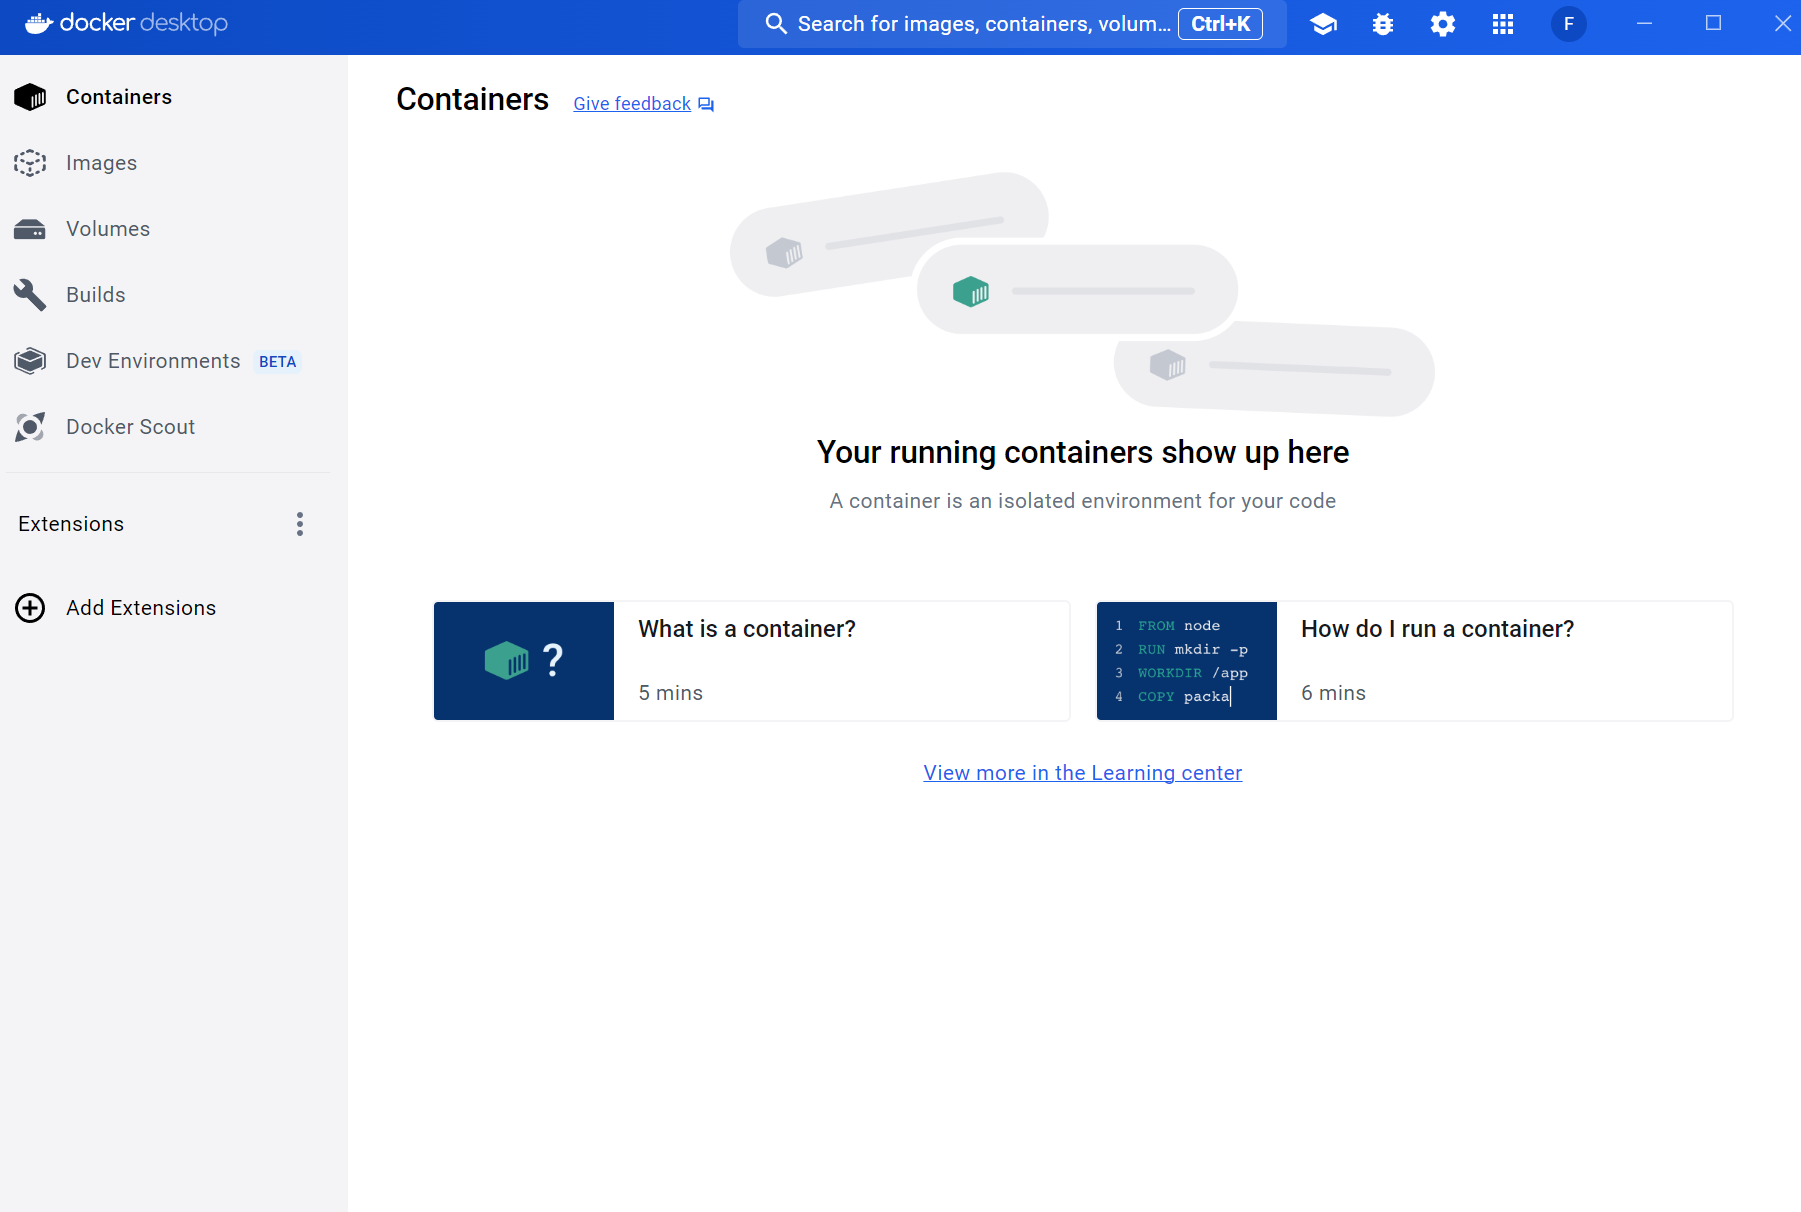 docker desktop
Search for images, containers, volum... Ctrl+K
F
Containers
Images
Volumes
Builds
Dev Environments BETA
Docker Scout
Extensions
Add Extensions
Containers Give feedback
Your running containers show up here
A container is an isolated environment for your code
?
What is a container?
5 mins
1 FROM node
2 RUN mkdir -p
3 WORKDIR /app
4 COPY packa
How do I run a container?
6 mins
View more in the Learning center